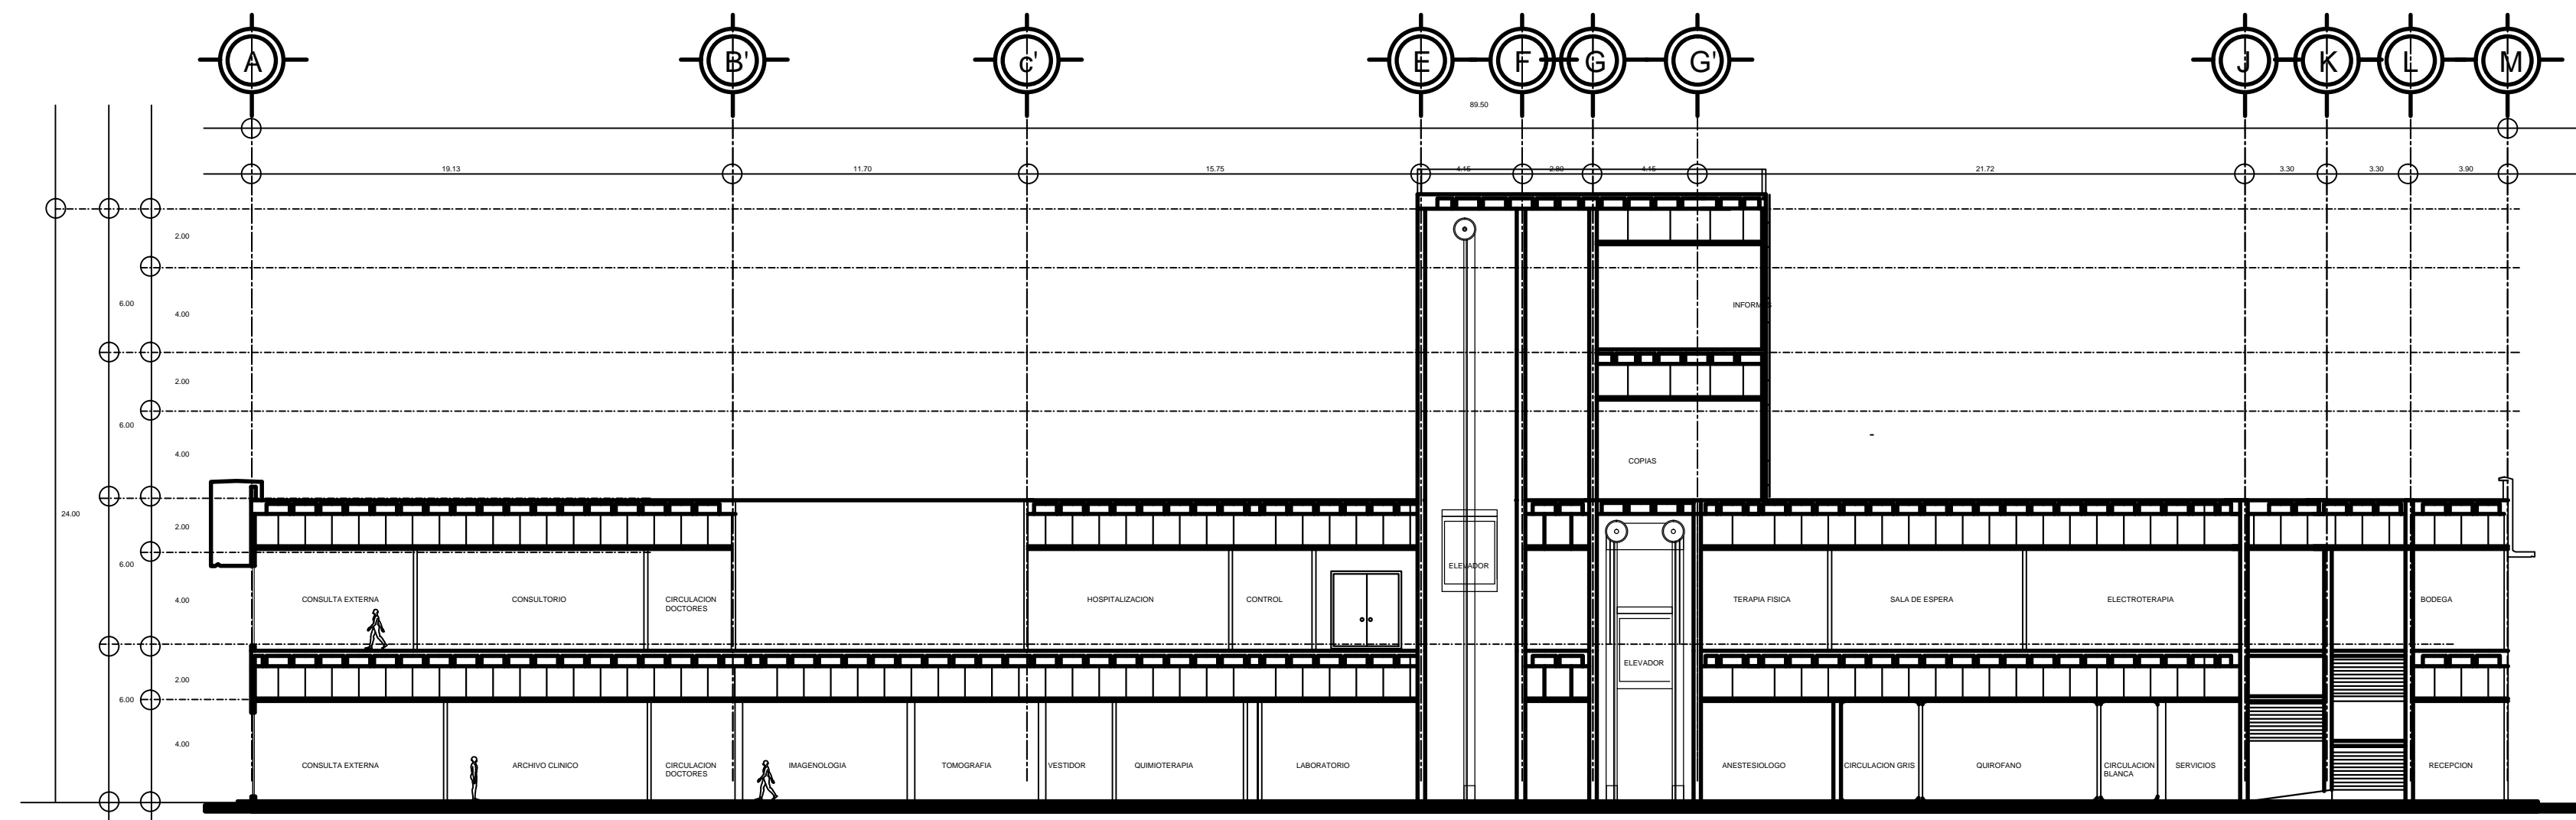 A B' c' E F G G' J K L M
89.50
19.13 11.70 15.75 4.15 2.80 4.15 21.72 3.30 3.30 3.90
2.00
6.00
4.00
INFORMES
2.00
6.00
4.00
COPIAS
24.00
2.00
6.00
ELEVADOR
4.00
CONSULTA EXTERNA CONSULTORIO CIRCULACION HOSPITALIZACION CONTROL TERAPIA FISICA SALA DE ESPERA ELECTROTERAPIA BODEGA
DOCTORES
ELEVADOR
2.00
6.00
4.00
CONSULTA EXTERNA ARCHIVO CLINICO CIRCULACION IMAGENOLOGIA TOMOGRAFIA VESTIDOR QUIMIOTERAPIA LABORATORIO ANESTESIOLOGO CIRCULACION GRIS QUIROFANO CIRCULACION SERVICIOS RECEPCION
DOCTORES BLANCA